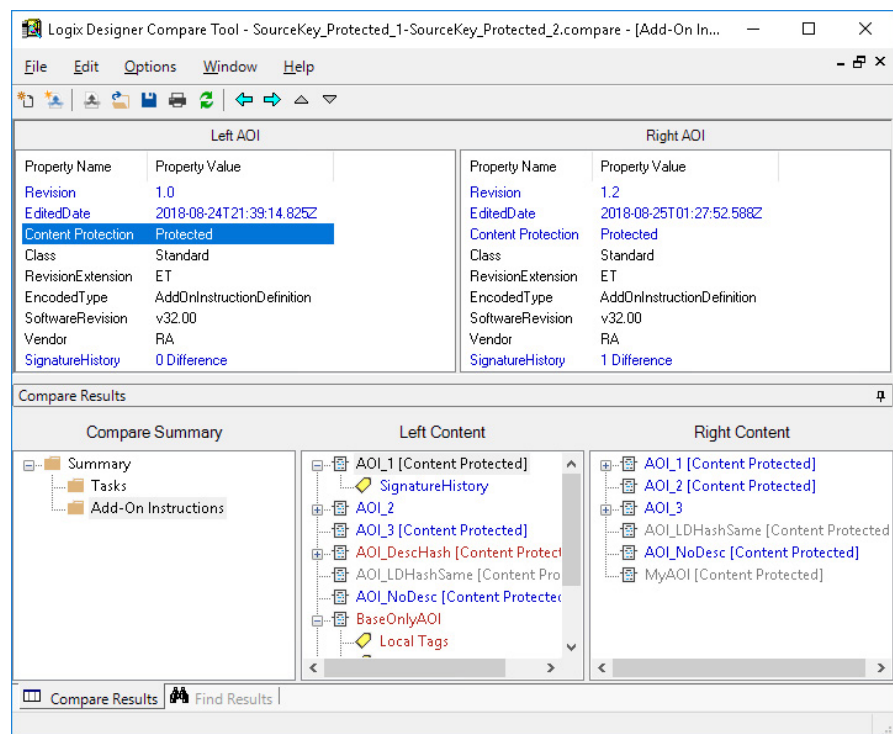 Logix Designer Compare Tool - SourceKey_Protected_1-SourceKey_Protected_2.compare - [Add-On In...
File Edit Options Window Help
Left AOI Right AOI
Property Name Property Value Property Name Property Value
Revision 1.0 Revision 1.2
EditedDate 2018-08-24T21:39:14.825Z EditedDate 2018-08-25T01:27:52.588Z
Content Protection Protected Content Protection Protected
Class Standard Class Standard
RevisionExtension ET RevisionExtension ET
EncodedType AddOnInstructionDefinition EncodedType AddOnInstructionDefinition
SoftwareRevision v32.00 SoftwareRevision v32.00
Vendor RA Vendor RA
SignatureHistory 0 Difference SignatureHistory 1 Difference
Compare Results
Compare Summary Left Content Right Content
Summary AOI_1 [Content Protected] AOI_1 [Content Protected]
Tasks SignatureHistory AOI_2 [Content Protected]
Add-On Instructions AOI_2 AOI_3
AOI_3 [Content Protected] AOI_LDHashSame [Content Protected
AOI_DescHash [Content Protect AOI_NoDesc [Content Protected]
AOI_LDHashSame [Content Pro MyAOI [Content Protected]
AOI_NoDesc [Content Protected
BaseOnlyAOI
Local Tags
Compare Results Find Results